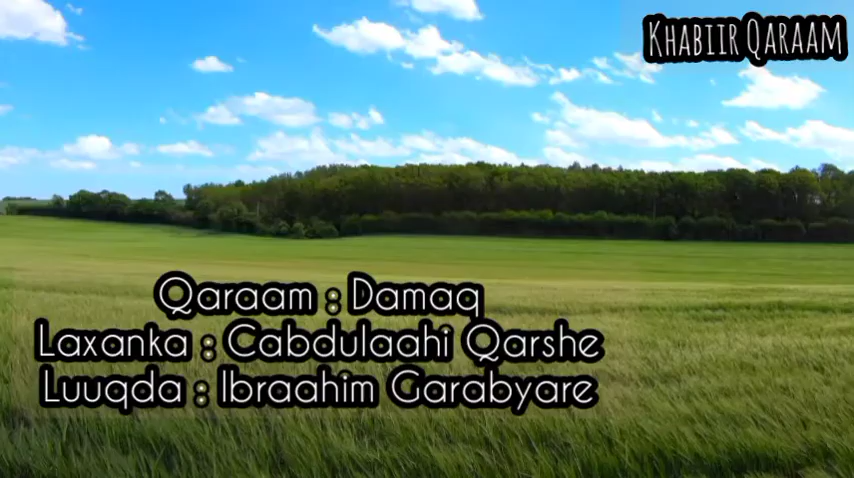 KHABIIR QARAAM
Qaraam : Damaq
Laxanka : Cabdulaahi Qarshe
Luuqda : Ibraahim Garabyare